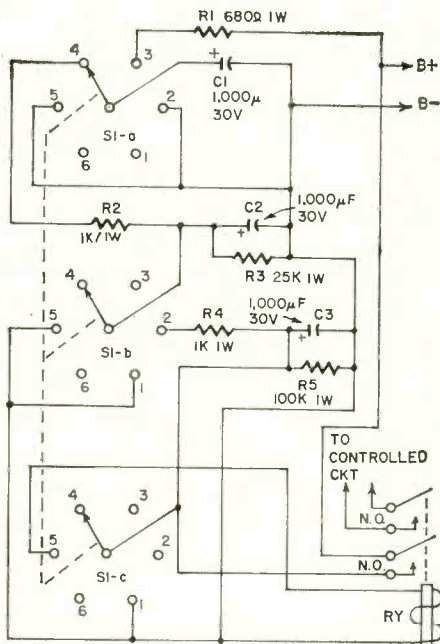 R1 680Ω 1W
4
3
+
B+
C1
1,000μ
30V
B-
5
2
S1-a
6
1
1,000μF
30V
R2
1K/1W
C2
+
R3 25K 1W
4
3
1,000μF
30V
C3
+
R4
1K 1W
5
2
S1-b
6
1
R5
100K 1W
TO
CONTROLLED
CKT
4
3
N.O.
5
2
S1-c
N.O.
6
1
RY